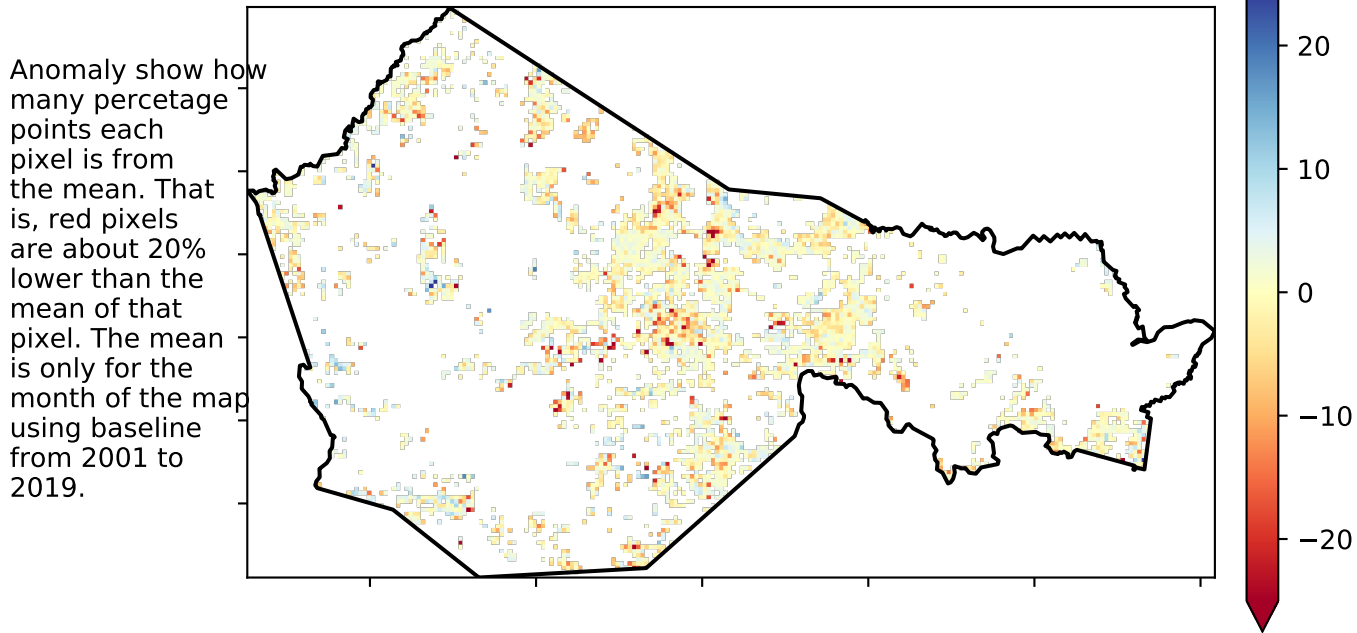 Anomaly show how
many percetage
points each
pixel is from
the mean. That
is, red pixels
are about 20%
lower than the
mean of that
pixel. The mean
is only for the
month of the map
using baseline
from 2001 to
2019.
20
10
0
−10
−20